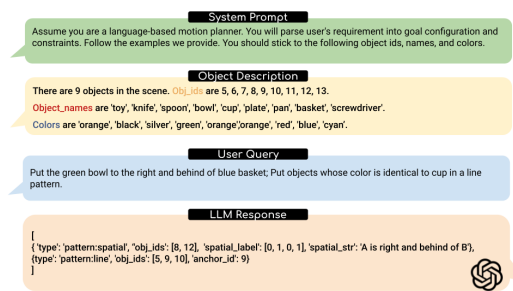 System Prompt
Assume you are a language-based motion planner. You will parse user's requirement into goal configuration and
constraints. Follow the examples we provide. You should stick to the following object ids, names, and colors.
Object Description
There are 9 objects in the scene. Obj_ids are 5, 6, 7, 8, 9, 10, 11, 12, 13.
Object_names are 'toy', 'knife', 'spoon', 'bowl', 'cup', 'plate', 'pan', 'basket', 'screwdriver'.
Colors are 'orange', 'black', 'silver', 'green', 'orange','orange', 'red', 'blue', 'cyan'.
User Query
Put the green bowl to the right and behind of blue basket; Put objects whose color is identical to cup in a line
pattern.
LLM Response
[
{ 'type': 'pattern:spatial', "obj_ids': [8, 12], 'spatial_label': [0, 1, 0, 1], 'spatial_str': 'A is right and behind of B'},
{type': 'pattern:line', 'obj_ids': [5, 9, 10], 'anchor_id': 9}
]